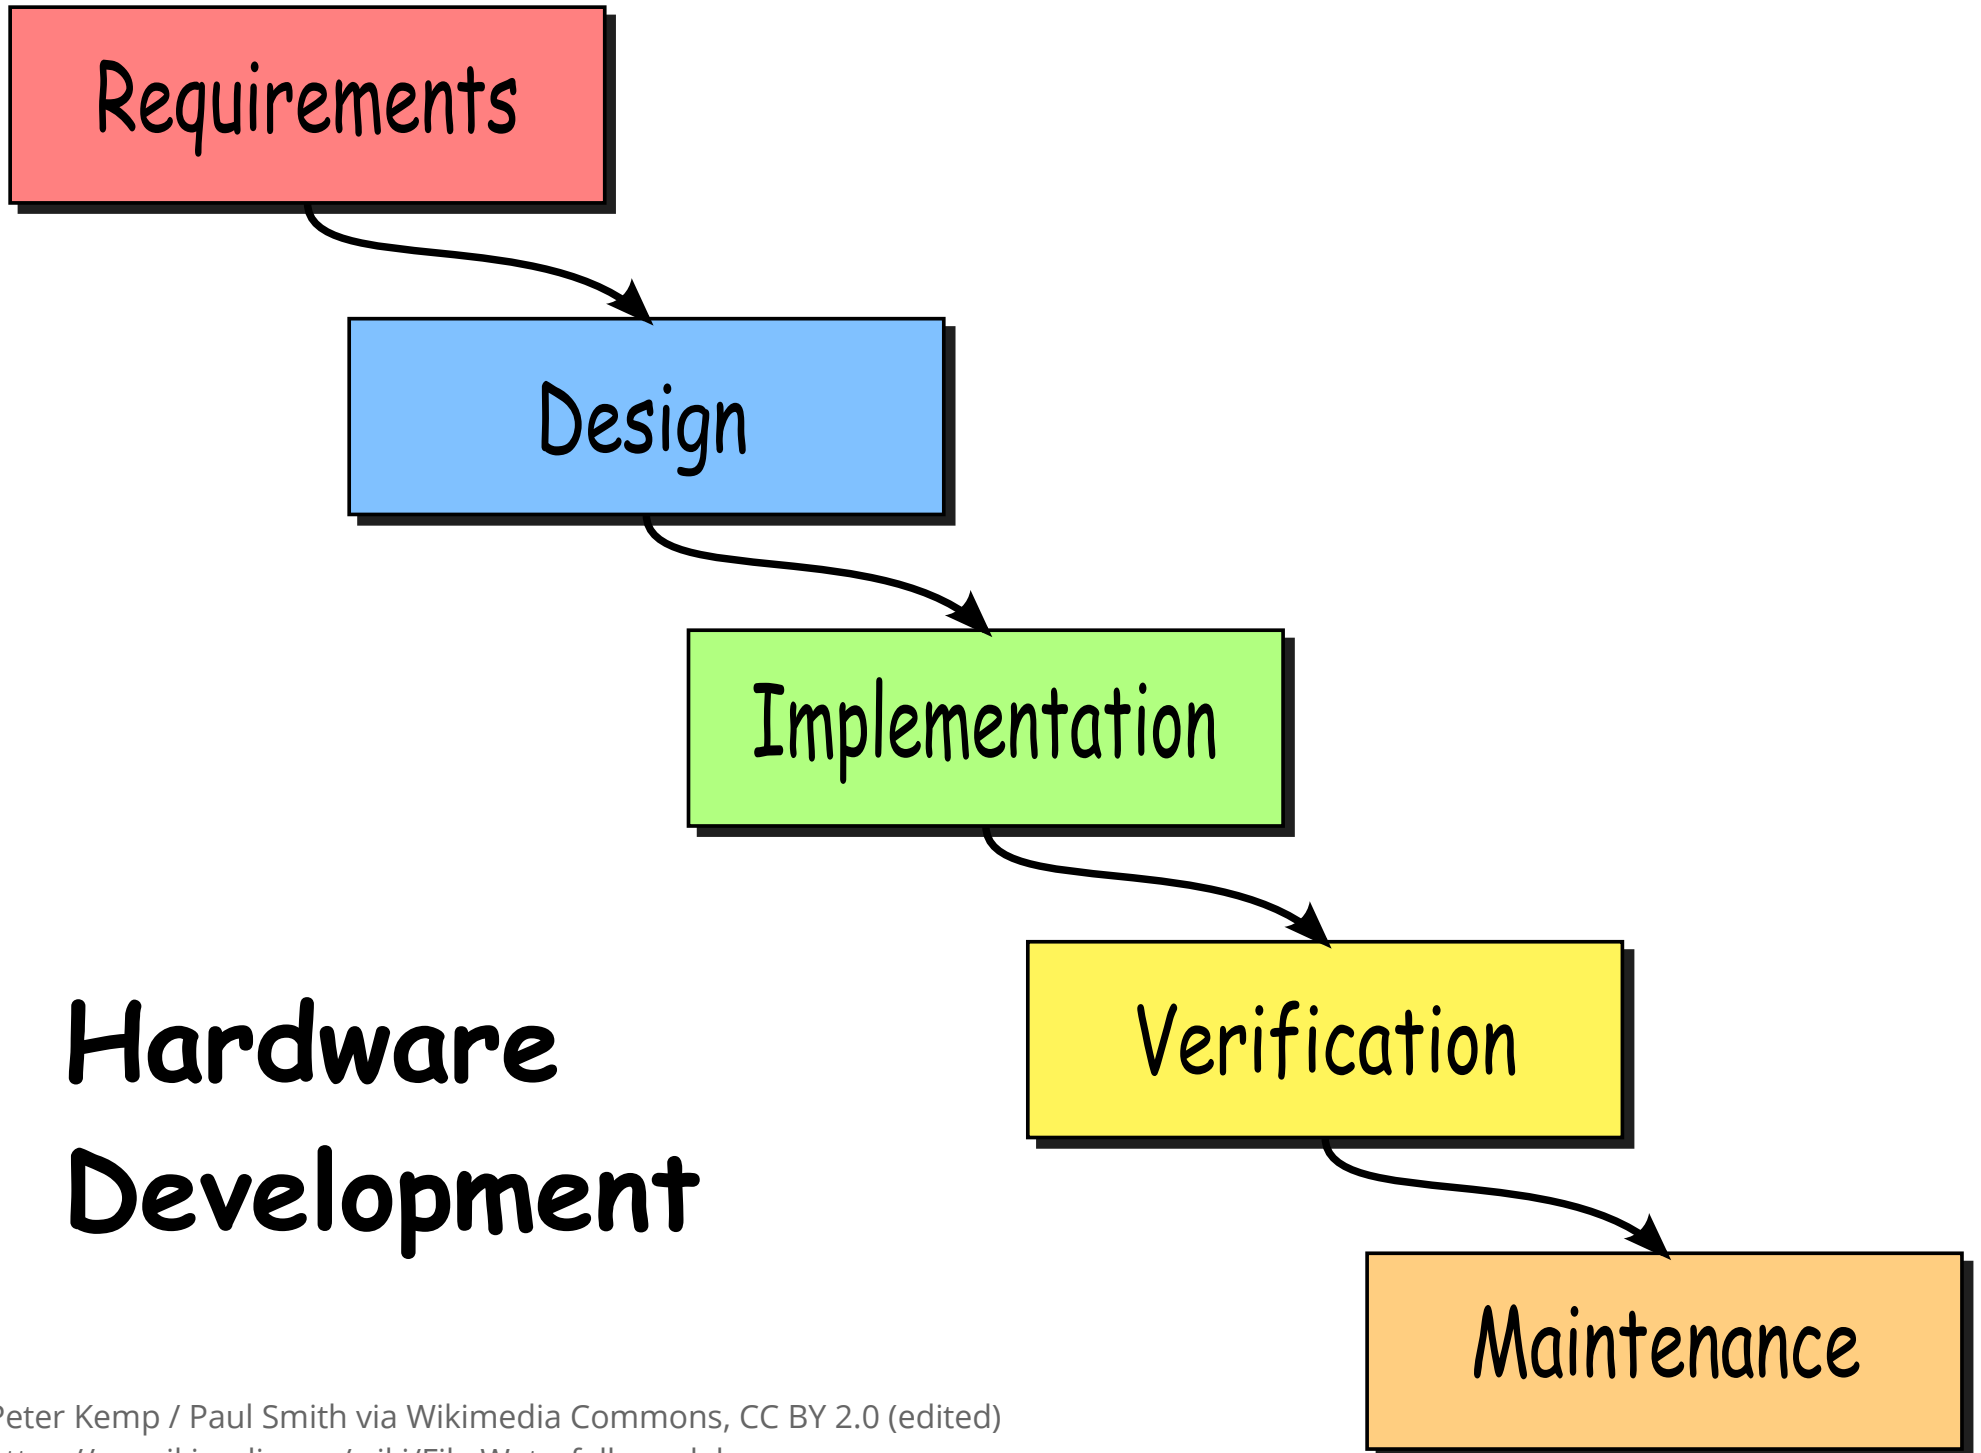 Requirements
Design
Implementation
Verification
Maintenance
Hardware
Development
Peter Kemp / Paul Smith via Wikimedia Commons, CC BY 2.0 (edited)